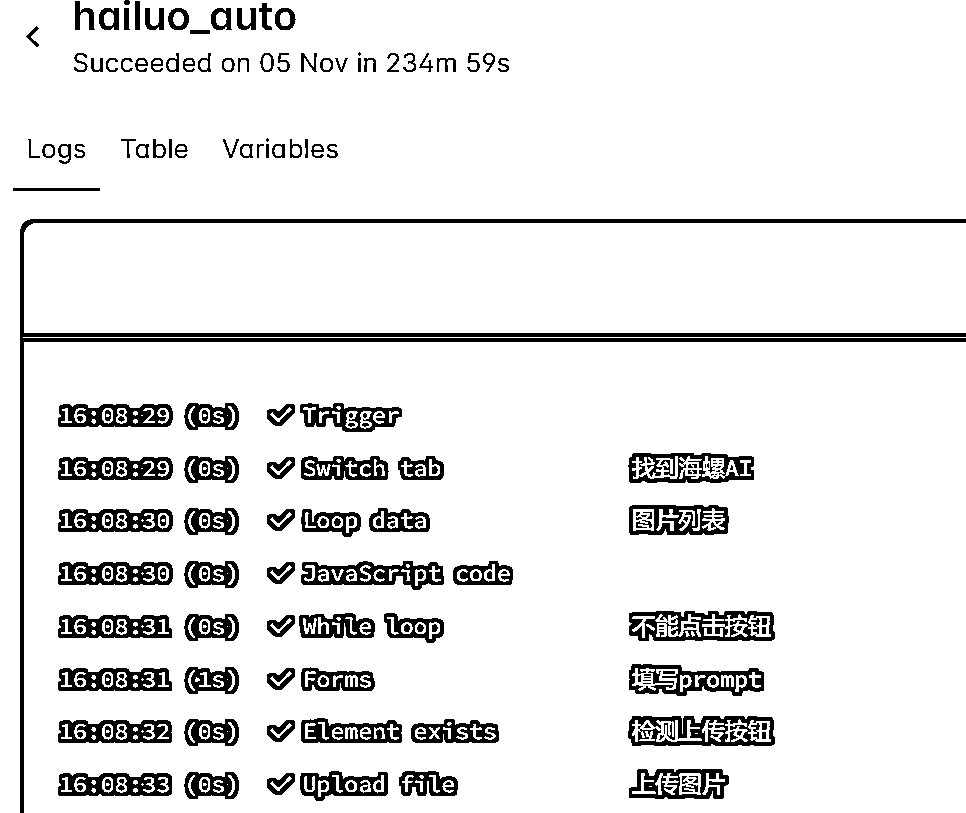 hailuo_auto
Succeeded on 05 Nov in 234m 59s
Logs Table Variables
16:08:29 (0s) Trigger
16:08:29 (0s) Switch tab 找到海螺AI
16:08:30 (0s) Loop data 图片列表
16:08:30 (0s) JavaScript code
16:08:31 (0s) While loop 不能点击按钮
16:08:31 (1s) Forms 填写prompt
16:08:32 (0s) Element exists 检测上传按钮
16:08:33 (0s) Upload file 上传图片